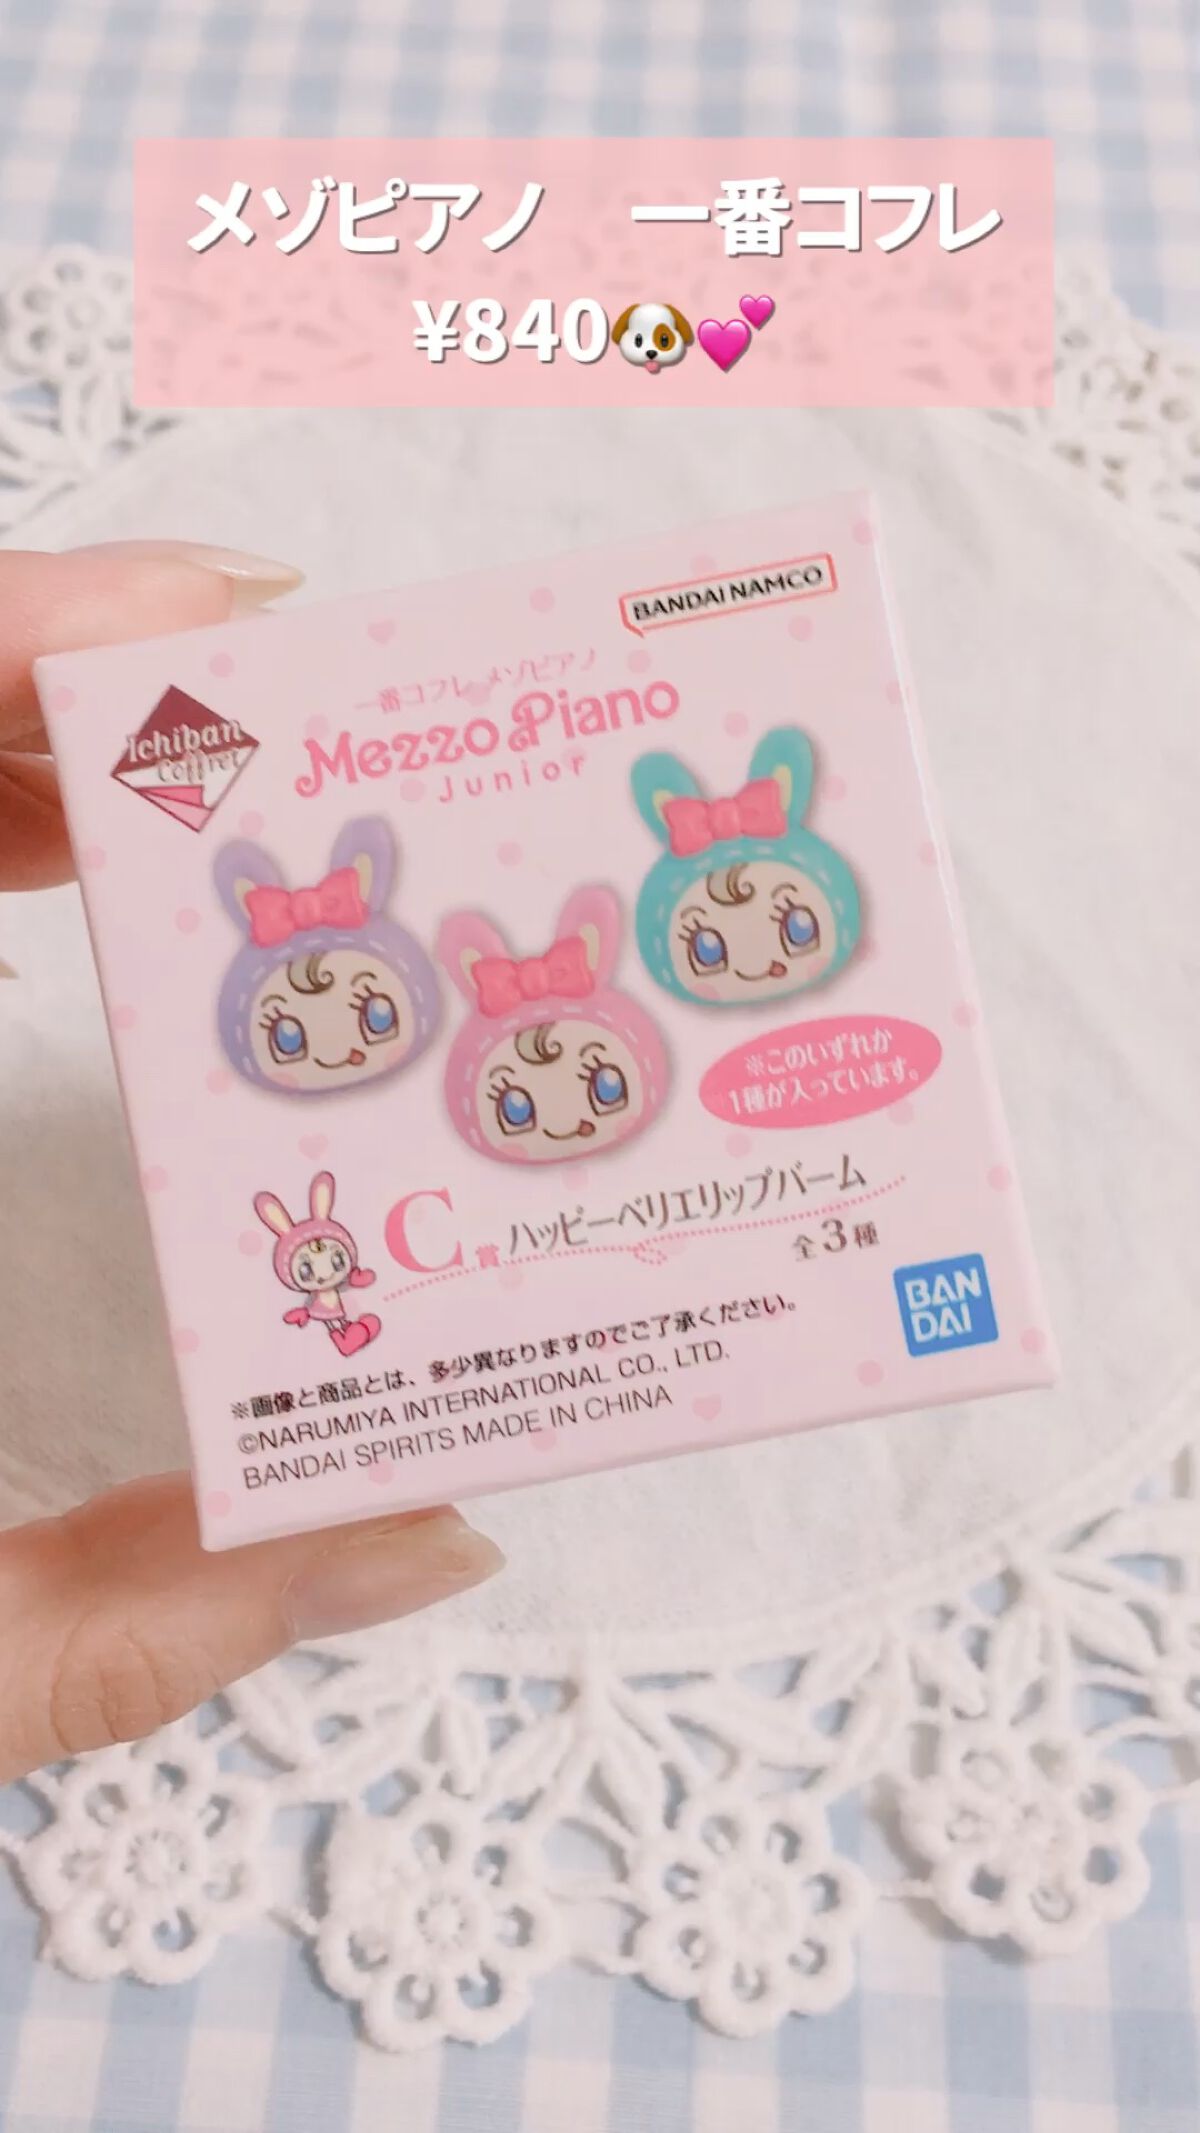 メゾピアノ　一番コフレ
¥840🐶💕
BANDAI NAMCO
Ichiban
Coffret
一番コフレ メゾピアノ
Mezzo Piano
Junior
※このいずれか
1種が入っています。
C賞 ハッピーベリエリップバーム
全3種
BAN
DAI
※画像と商品とは、多少異なりますのでご了承ください。
©NARUMIYA INTERNATIONAL CO., LTD.
BANDAI SPIRITS MADE IN CHINA